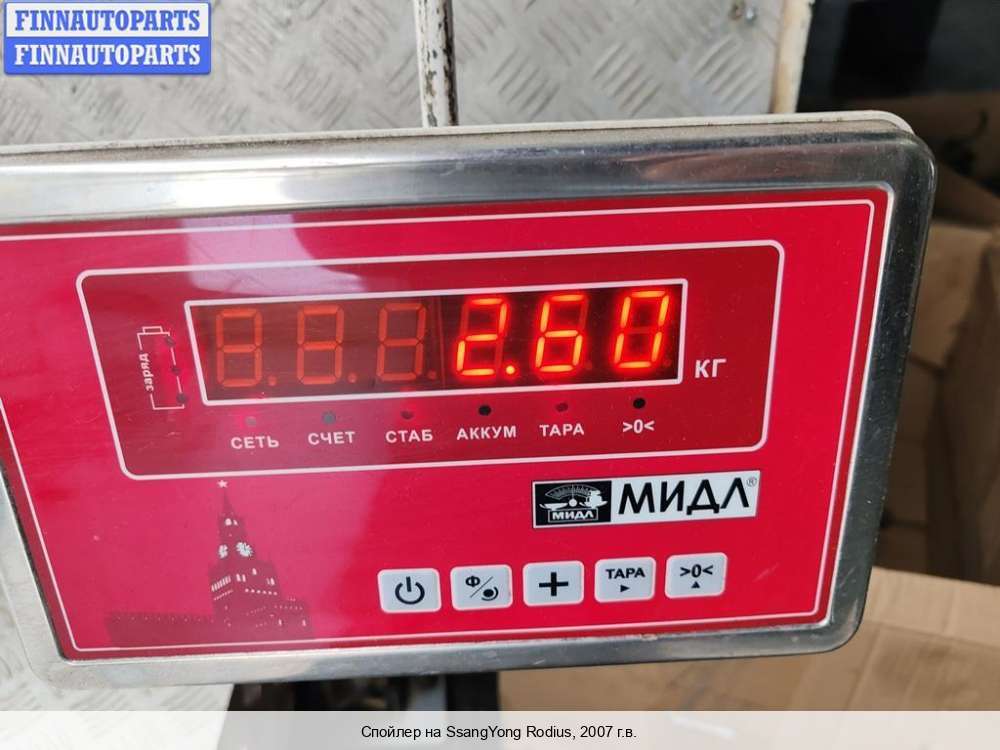 FINNAUTOPARTS
FINNAUTOPARTS
2.60
КГ
заряд
СЕТЬ СЧЕТ СТАБ АККУМ ТАРА >0<
МИДЛ МИДЛ®
Ф ТАРА >0<
Спойлер на SsangYong Rodius, 2007 г.в.